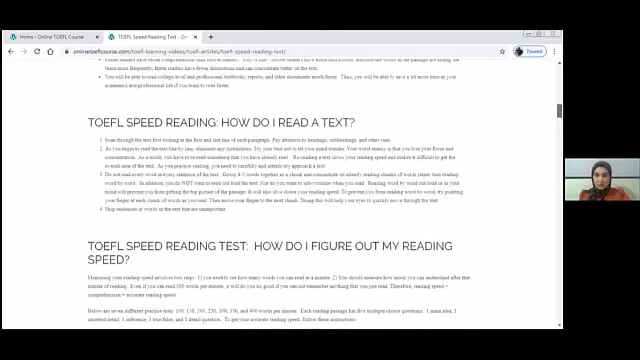 Home - Online TOEFL Course
TOEFL Speed Reading Test: How
onlinetoeflcourse.com/toefl-learning-videos/toefl-articles/toefl-speed-reading-test/
Paused
brain more frequently, faster readers have fewer distractions and can concentrate better on the text.
You will be able to read college-level and professional textbooks, reports, and other documents much faster. Thus, you will be able to save a lot more time in your
academic and professional life if you learn to read faster.
TOEFL SPEED READING: HOW DO I READ A TEXT?
1. Scan through the text first looking at the first and last line of each paragraph. Pay attention to headings, subheadings, and other cues.
2. As you begin to read the text line by line, eliminate any distractions. Try your best not to let your mind wander. Your worst enemy is that you lose your focus and
concentration. As a result, you have to re-read something that you have already read. Re-reading a text slows your reading speed and makes it difficult to get the
overall idea of the text. As you practice reading, you need to carefully and attentively approach a text.
3. Do not read every word in every sentence of the text. Group 4-5 words together as a chunk and concentrate on silently reading chunks of words rather than reading
word by word. In addition, you do NOT want to read out loud the text. Nor do you want to sub-vocalize when you read. Reading word by word out loud or in your
mind will prevent you from getting the big picture of the passage. It will also slow down your reading speed. To prevent you from reading word by word, try pointing
your finger at each chunk of words as you read. Then move your finger to the next chunk. Doing this will help your eyes to quickly move through the text.
4. Skip sentences or words in the text that are unimportant.
TOEFL SPEED READING TEST: HOW DO I FIGURE OUT MY READING
SPEED?
Measuring your reading speed involves two steps: 1) you need to see how many words you can read in a minute. 2) You should measure how much you can understand after that
minute of reading. Even if you can read 300 words per minute, it will do you no good if you can not remember anything that you just read. Therefore, reading speed +
comprehension = accurate reading speed
Below are seven different practice tests: 100, 150, 200, 250, 300, 350, and 400 words per minute. Each reading passage has five multiple choice questions: 1 main idea, 1
unstated detail, 1 inference, 1 true/false, and 1 detail question. To get your accurate reading speed, follow these instructions: